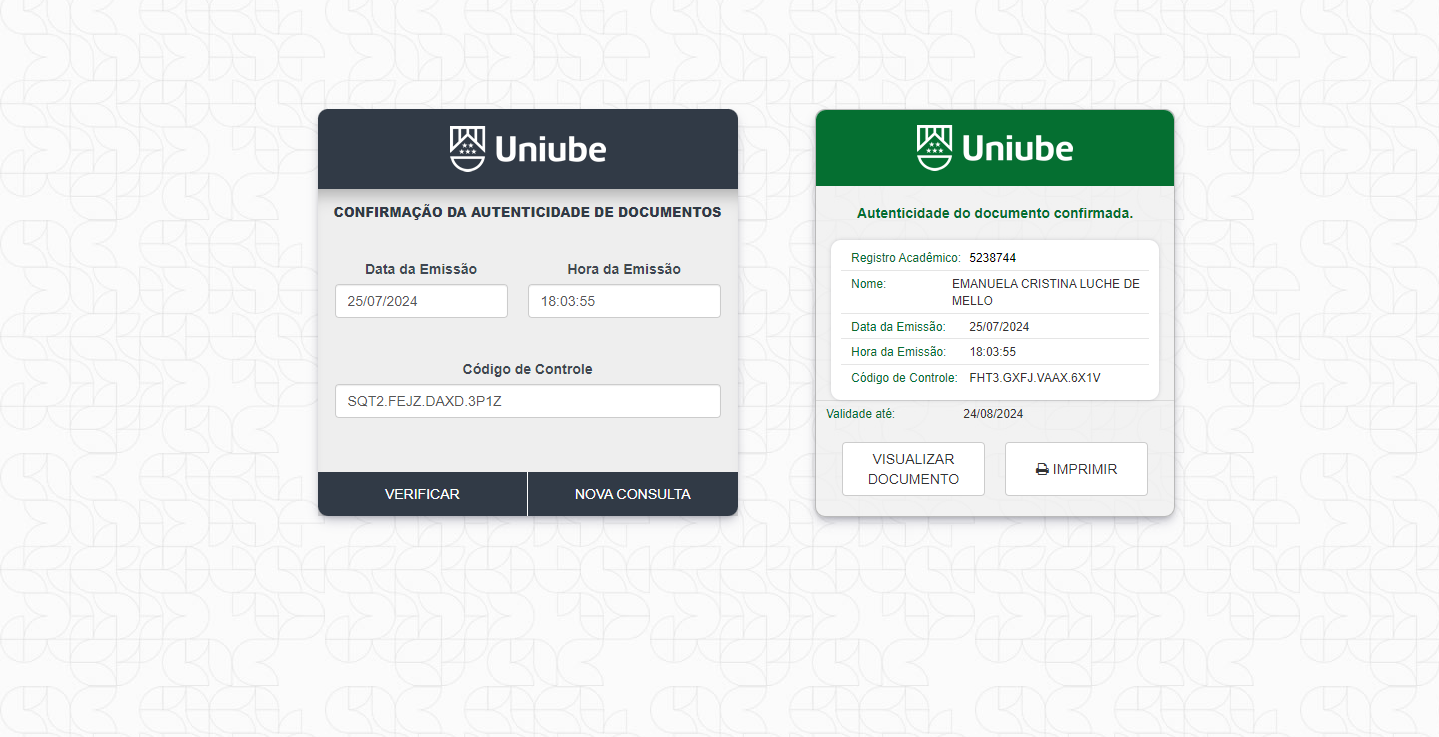 Uniube
CONFIRMAÇÃO DA AUTENTICIDADE DE DOCUMENTOS
Data da Emissão
Hora da Emissão
25/07/2024
18:03:55
Código de Controle
SQT2.FEJZ.DAXD.3P1Z
VERIFICAR
NOVA CONSULTA
Uniube
Autenticidade do documento confirmada.
Registro Acadêmico: 5238744
Nome: EMANUELA CRISTINA LUCHE DE
MELLO
Data da Emissão: 25/07/2024
Hora da Emissão: 18:03:55
Código de Controle: FHT3.GXFJ.VAAX.6X1V
Validade até: 24/08/2024
VISUALIZAR
DOCUMENTO
IMPRIMIR